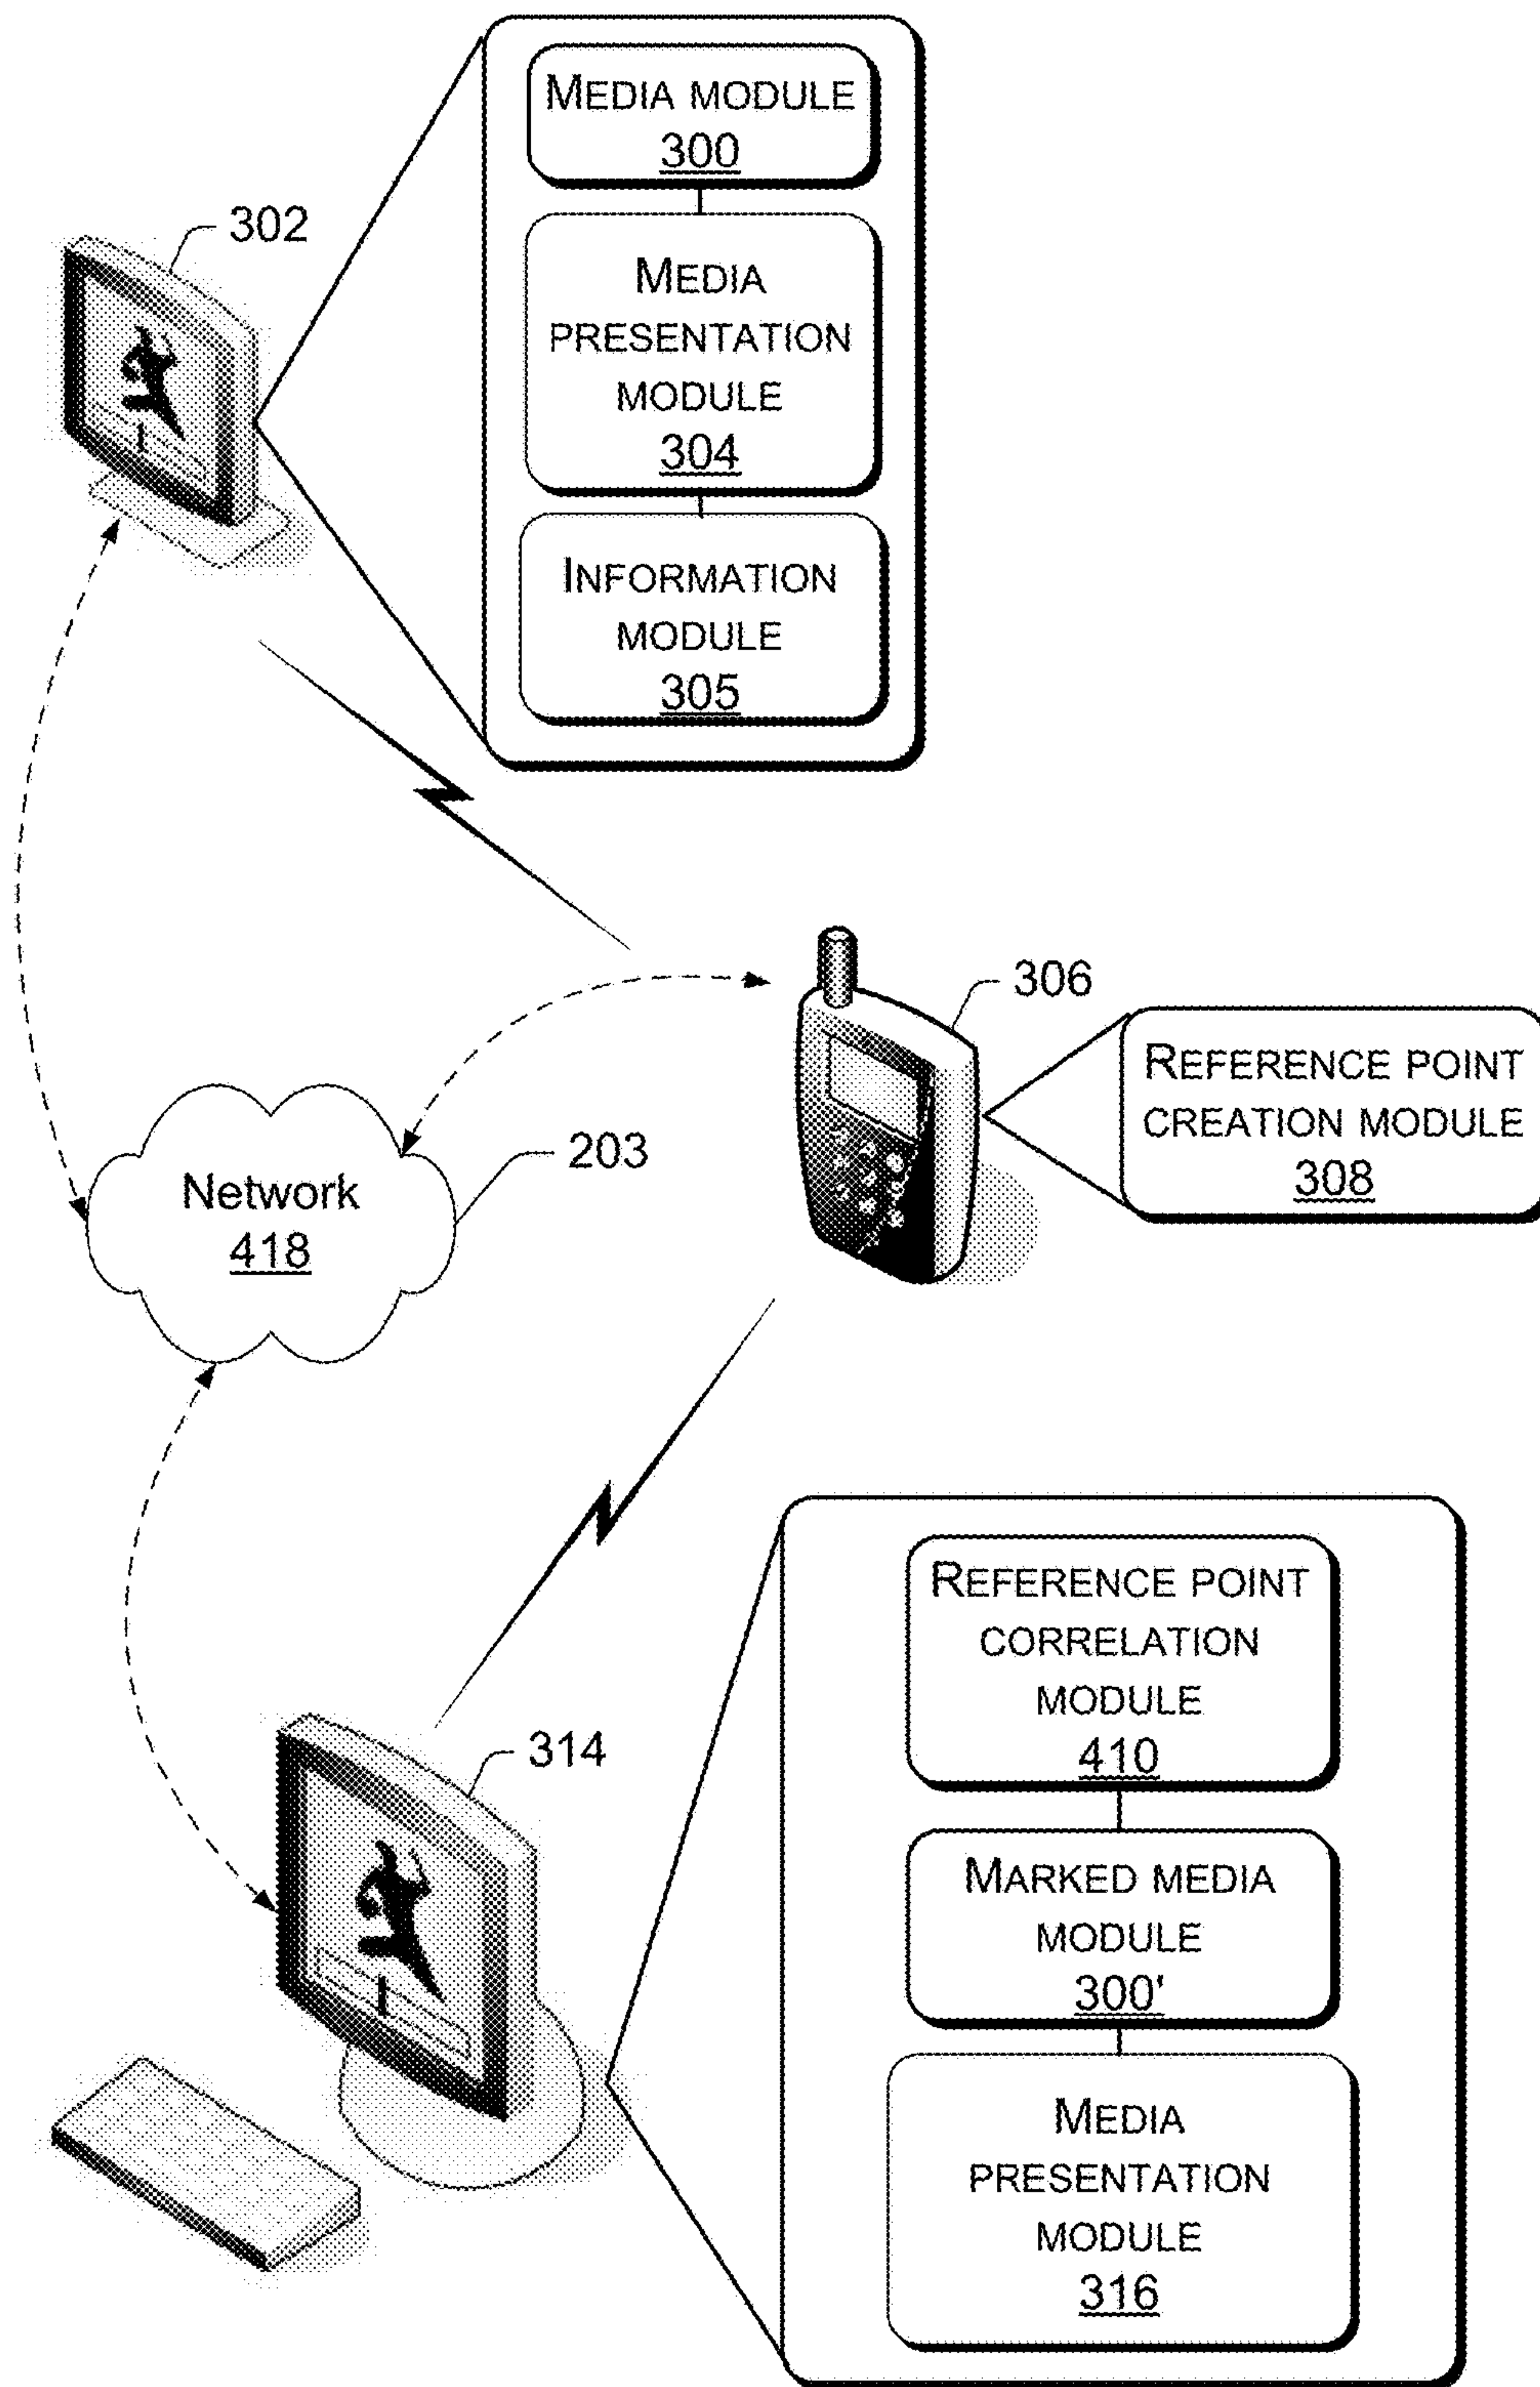 MEDIA MODULE
300
302
MEDIA
PRESENTATION
MODULE
304
INFORMATION
MODULE
305
306
REFERENCE POINT
CREATION MODULE
308
203
Network
418
REFERENCE POINT
CORRELATION
MODULE
410
314
MARKED MEDIA
MODULE
300'
MEDIA
PRESENTATION
MODULE
316